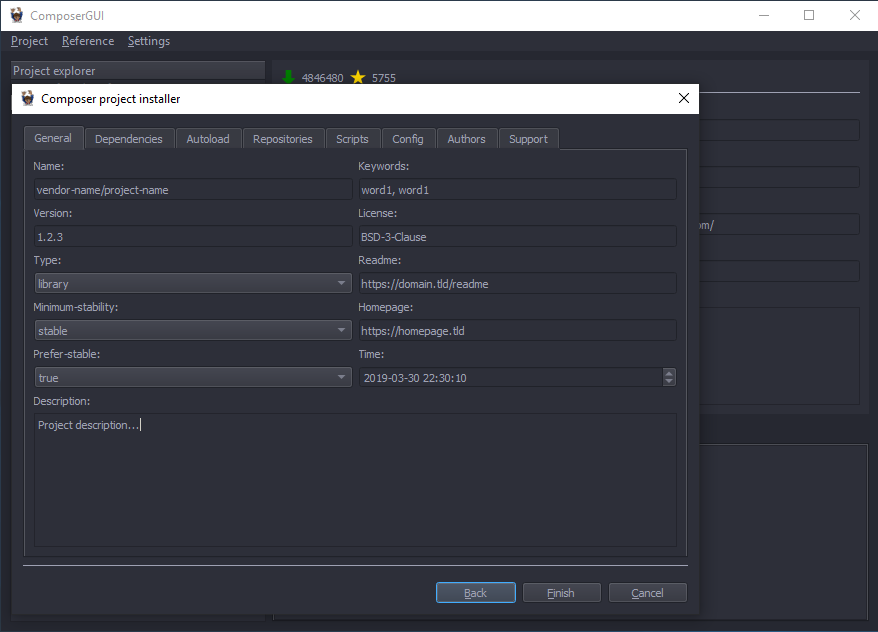 ComposerGUI
Project Reference Settings
Project explorer
4846480 5755
Composer project installer
General Dependencies Autoload Repositories Scripts Config Authors Support
Name: Keywords:
vendor-name/project-name word1, word1
Version: License:
1.2.3 BSD-3-Clause
om/
Type: Readme:
library https://domain.tld/readme
Minimum-stability: Homepage:
stable https://homepage.tld
Prefer-stable: Time:
true 2019-03-30 22:30:10
Description:
Project description...
Back Finish Cancel